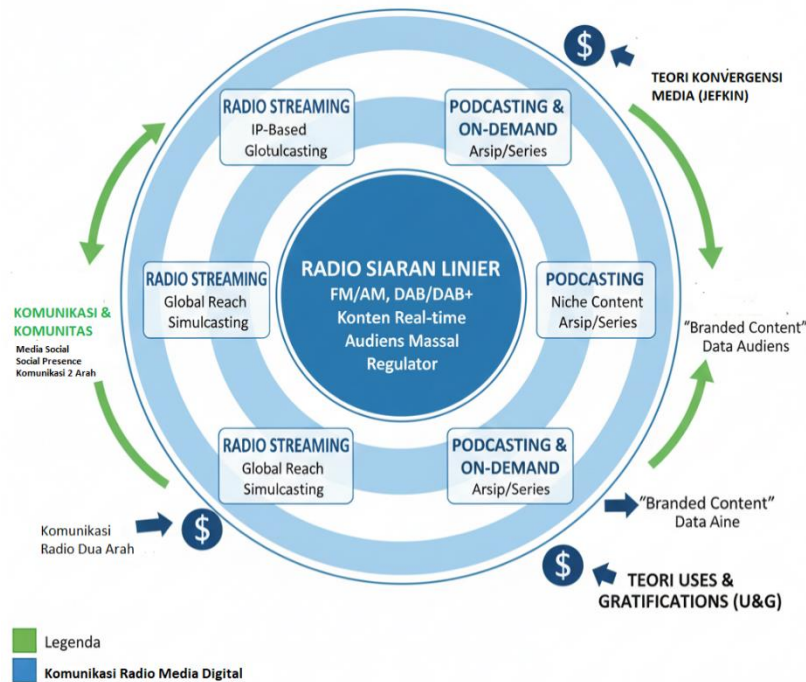 TEORI KONVERGENSI
MEDIA (JEFKIN)
RADIO STREAMING
IP-Based
Glotulcasting
PODCASTING &
ON-DEMAND
Arsip/Series
RADIO SIARAN LINIER
FM/AM, DAB/DAB+
Konten Real-time
Audiens Massal
Regulator
RADIO STREAMING
Global Reach
Simulcasting
PODCASTING
Niche Content
Arsip/Series
KOMUNIKASI &
KOMUNITAS
Media Social
Social Presence
Komunikasi 2 Arah
"Branded Content"
Data Audiens
RADIO STREAMING
Global Reach
Simulcasting
PODCASTING &
ON-DEMAND
Arsip/Series
Komunikasi
Radio Dua Arah
$
$
$
"Branded Content"
Data Aine
TEORI USES &
GRATIFICATIONS (U&G)
Legenda
Komunikasi Radio Media Digital